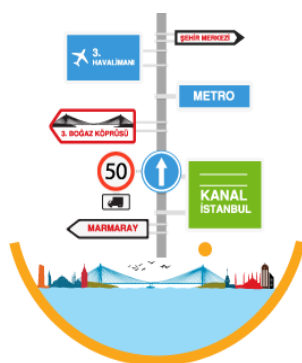 ŞEHİR MERKEZİ
3.
HAVALİMANI
METRO
3. BOĞAZ KÖPRÜSÜ
50
KANAL
İSTANBUL
MARMARAY